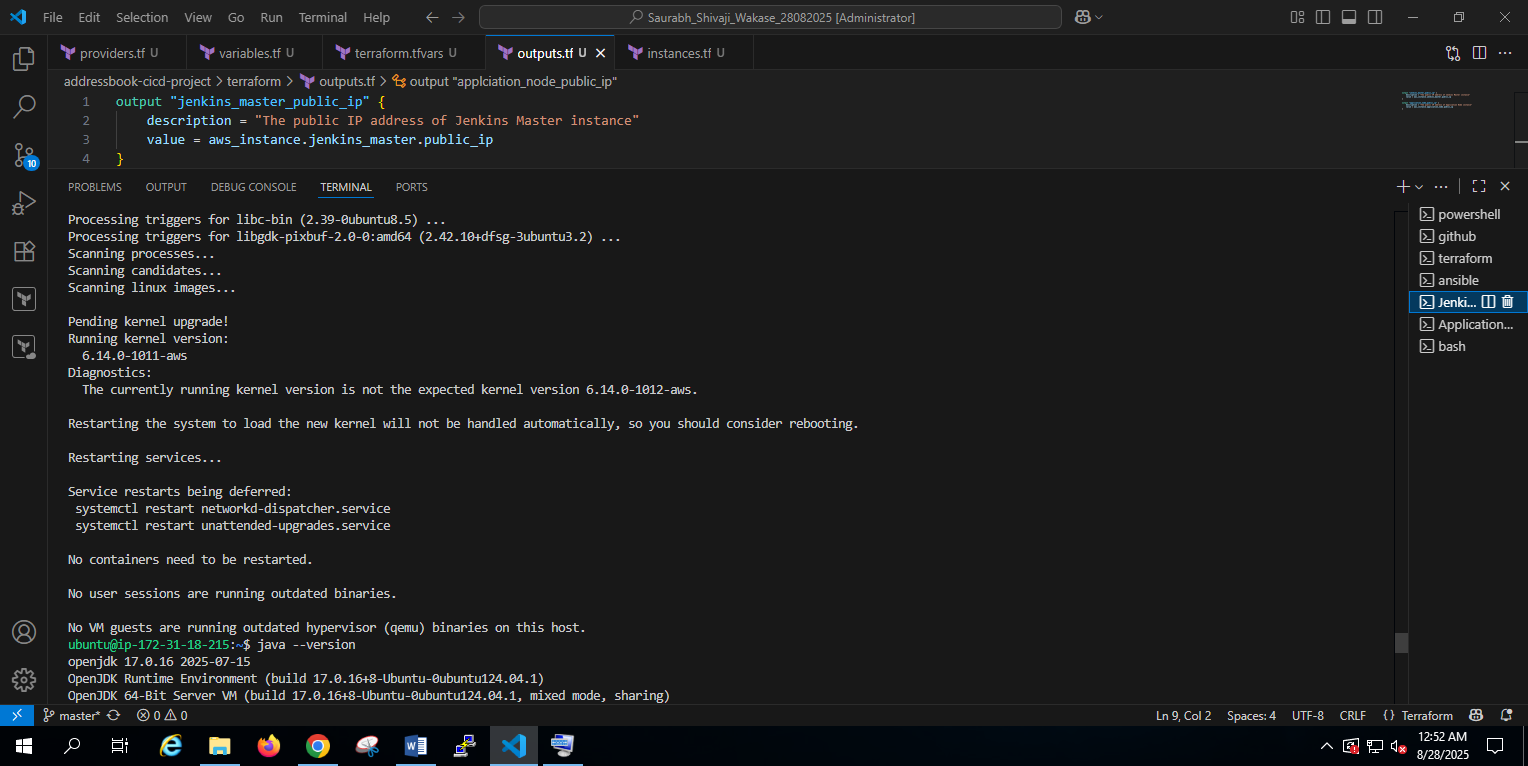 File Edit Selection View Go Run Terminal Help
Saurabh_Shivaji_Wakase_28082025 [Administrator]
providers.tf U
variables.tf U
terraform.tfvars U
outputs.tf U
instances.tf U
addressbook-cicd-project > terraform > outputs.tf > output "applciation_node_public_ip"
1 output "jenkins_master_public_ip" {
2 description = "The public IP address of Jenkins Master instance"
3 value = aws_instance.jenkins_master.public_ip
4 }
10
PROBLEMS OUTPUT DEBUG CONSOLE TERMINAL PORTS
Processing triggers for libc-bin (2.39-0ubuntu8.5) ...
Processing triggers for libgdk-pixbuf-2.0-0:amd64 (2.42.10+dfsg-3ubuntu3.2) ...
Scanning processes...
Scanning candidates...
Scanning linux images...
Pending kernel upgrade!
Running kernel version:
6.14.0-1011-aws
Diagnostics:
The currently running kernel version is not the expected kernel version 6.14.0-1012-aws.
Restarting the system to load the new kernel will not be handled automatically, so you should consider rebooting.
Restarting services...
Service restarts being deferred:
systemctl restart networkd-dispatcher.service
systemctl restart unattended-upgrades.service
No containers need to be restarted.
No user sessions are running outdated binaries.
No VM guests are running outdated hypervisor (qemu) binaries on this host.
ubuntu@ip-172-31-18-215:~$ java --version
openjdk 17.0.16 2025-07-15
OpenJDK Runtime Environment (build 17.0.16+8-Ubuntu-0ubuntu124.04.1)
OpenJDK 64-Bit Server VM (build 17.0.16+8-Ubuntu-0ubuntu124.04.1, mixed mode, sharing)
powershell
github
terraform
ansible
Jenki...
Application...
bash
master* 0 0
Ln 9, Col 2 Spaces: 4 UTF-8 CRLF {} Terraform
12:52 AM
8/28/2025